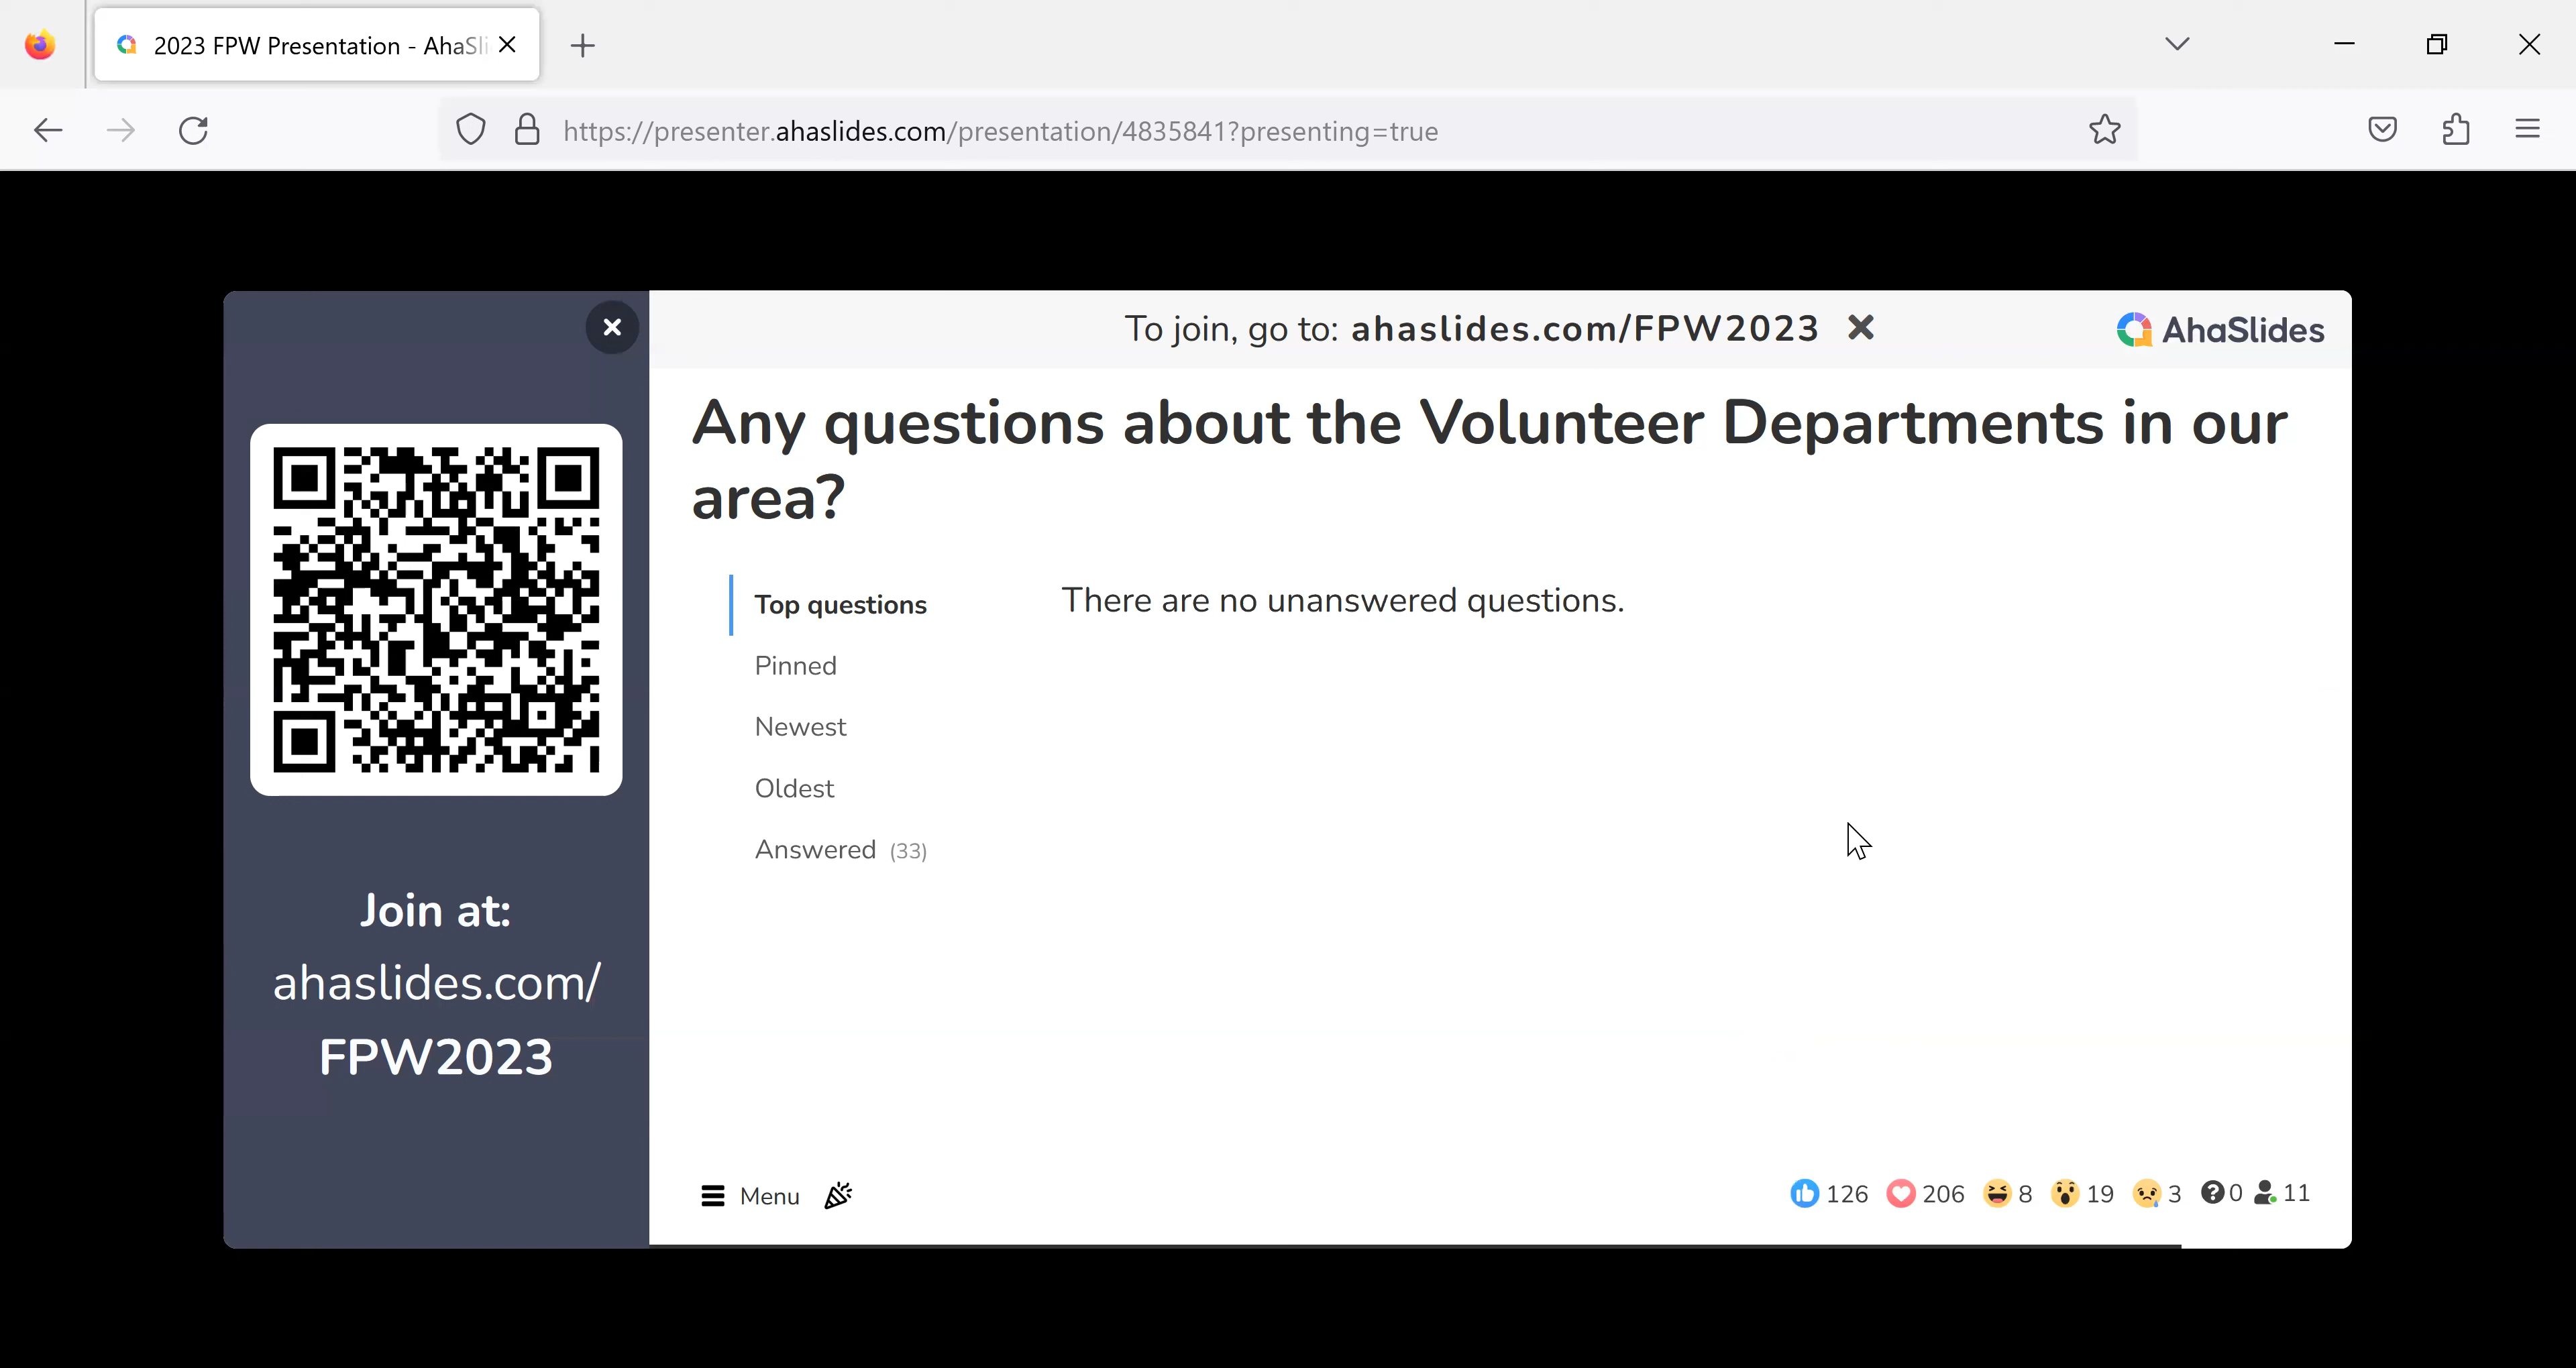 2023 FPW Presentation - AhaSli
https://presenter.ahaslides.com/presentation/4835841?presenting=true
To join, go to: ahaslides.com/FPW2023
AhaSlides
Any questions about the Volunteer Departments in our
area?
Top questions
There are no unanswered questions.
Pinned
Newest
Oldest
Answered (33)
Join at:
ahaslides.com/
FPW2023
Menu
126 206 8 19 3 0 11